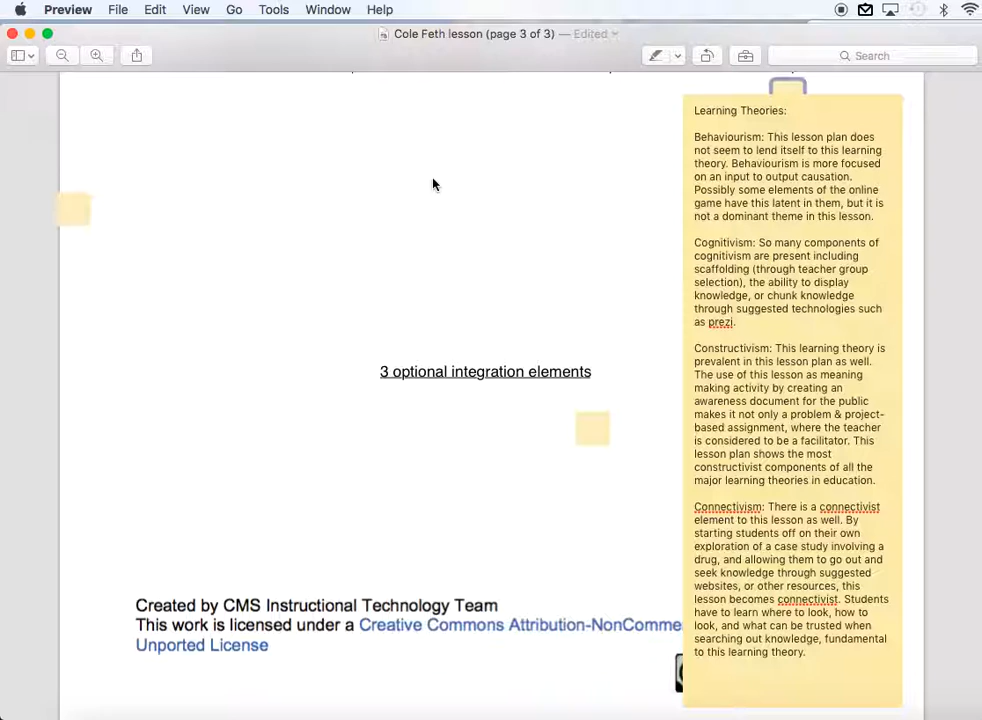 Preview File Edit View Go Tools Window Help
Cole Feth lesson (page 3 of 3) — Edited
Search
Learning Theories:
Behaviourism: This lesson plan does
not seem to lend itself to this learning
theory. Behaviourism is more focused
on an input to output causation.
Possibly some elements of the online
game have this latent in them, but it is
not a dominant theme in this lesson.
Cognitivism: So many components of
cognitivism are present including
scaffolding (through teacher group
selection), the ability to display
knowledge, or chunk knowledge
through suggested technologies such
as prezi.
Constructivism: This learning theory is
prevalent in this lesson plan as well.
The use of this lesson as meaning
making activity by creating an
awareness document for the public
makes it not only a problem & project-
based assignment, where the teacher
is considered to be a facilitator. This
lesson plan shows the most
constructivist components of all the
major learning theories in education.
Connectivism: There is a connectivist
element to this lesson as well. By
starting students off on their own
exploration of a case study involving a
drug, and allowing them to go out and
seek knowledge through suggested
websites, or other resources, this
lesson becomes connectivist. Students
have to learn where to look, how to
look, and what can be trusted when
searching out knowledge, fundamental
to this learning theory.
3 optional integration elements
Created by CMS Instructional Technology Team
This work is licensed under a Creative Commons Attribution-NonComme
Unported License